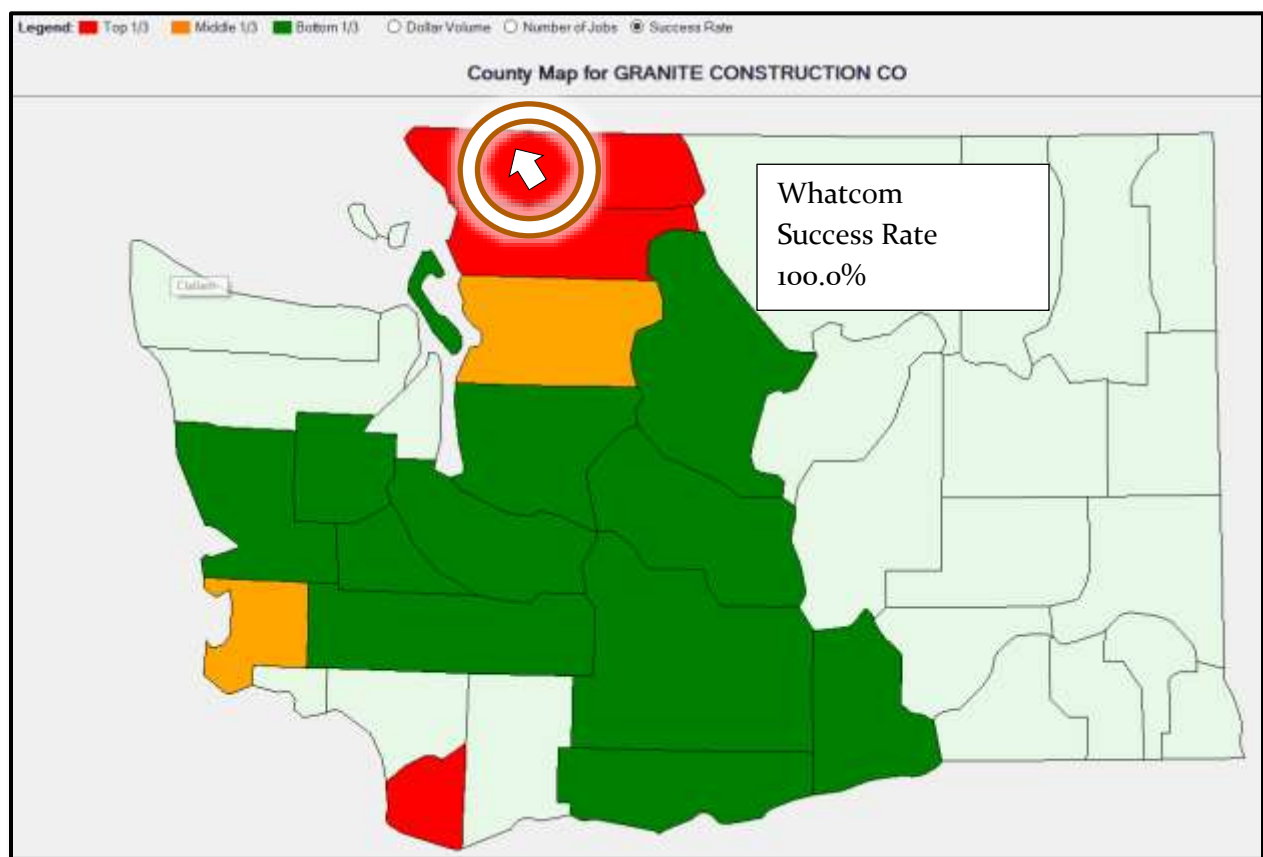 Legend: Top 1/3 Middle 1/3 Bottom 1/3 Dollar Volume Number of Jobs Success Rate
County Map for GRANITE CONSTRUCTION CO
Whatcom
Success Rate
100.0%
Clallam